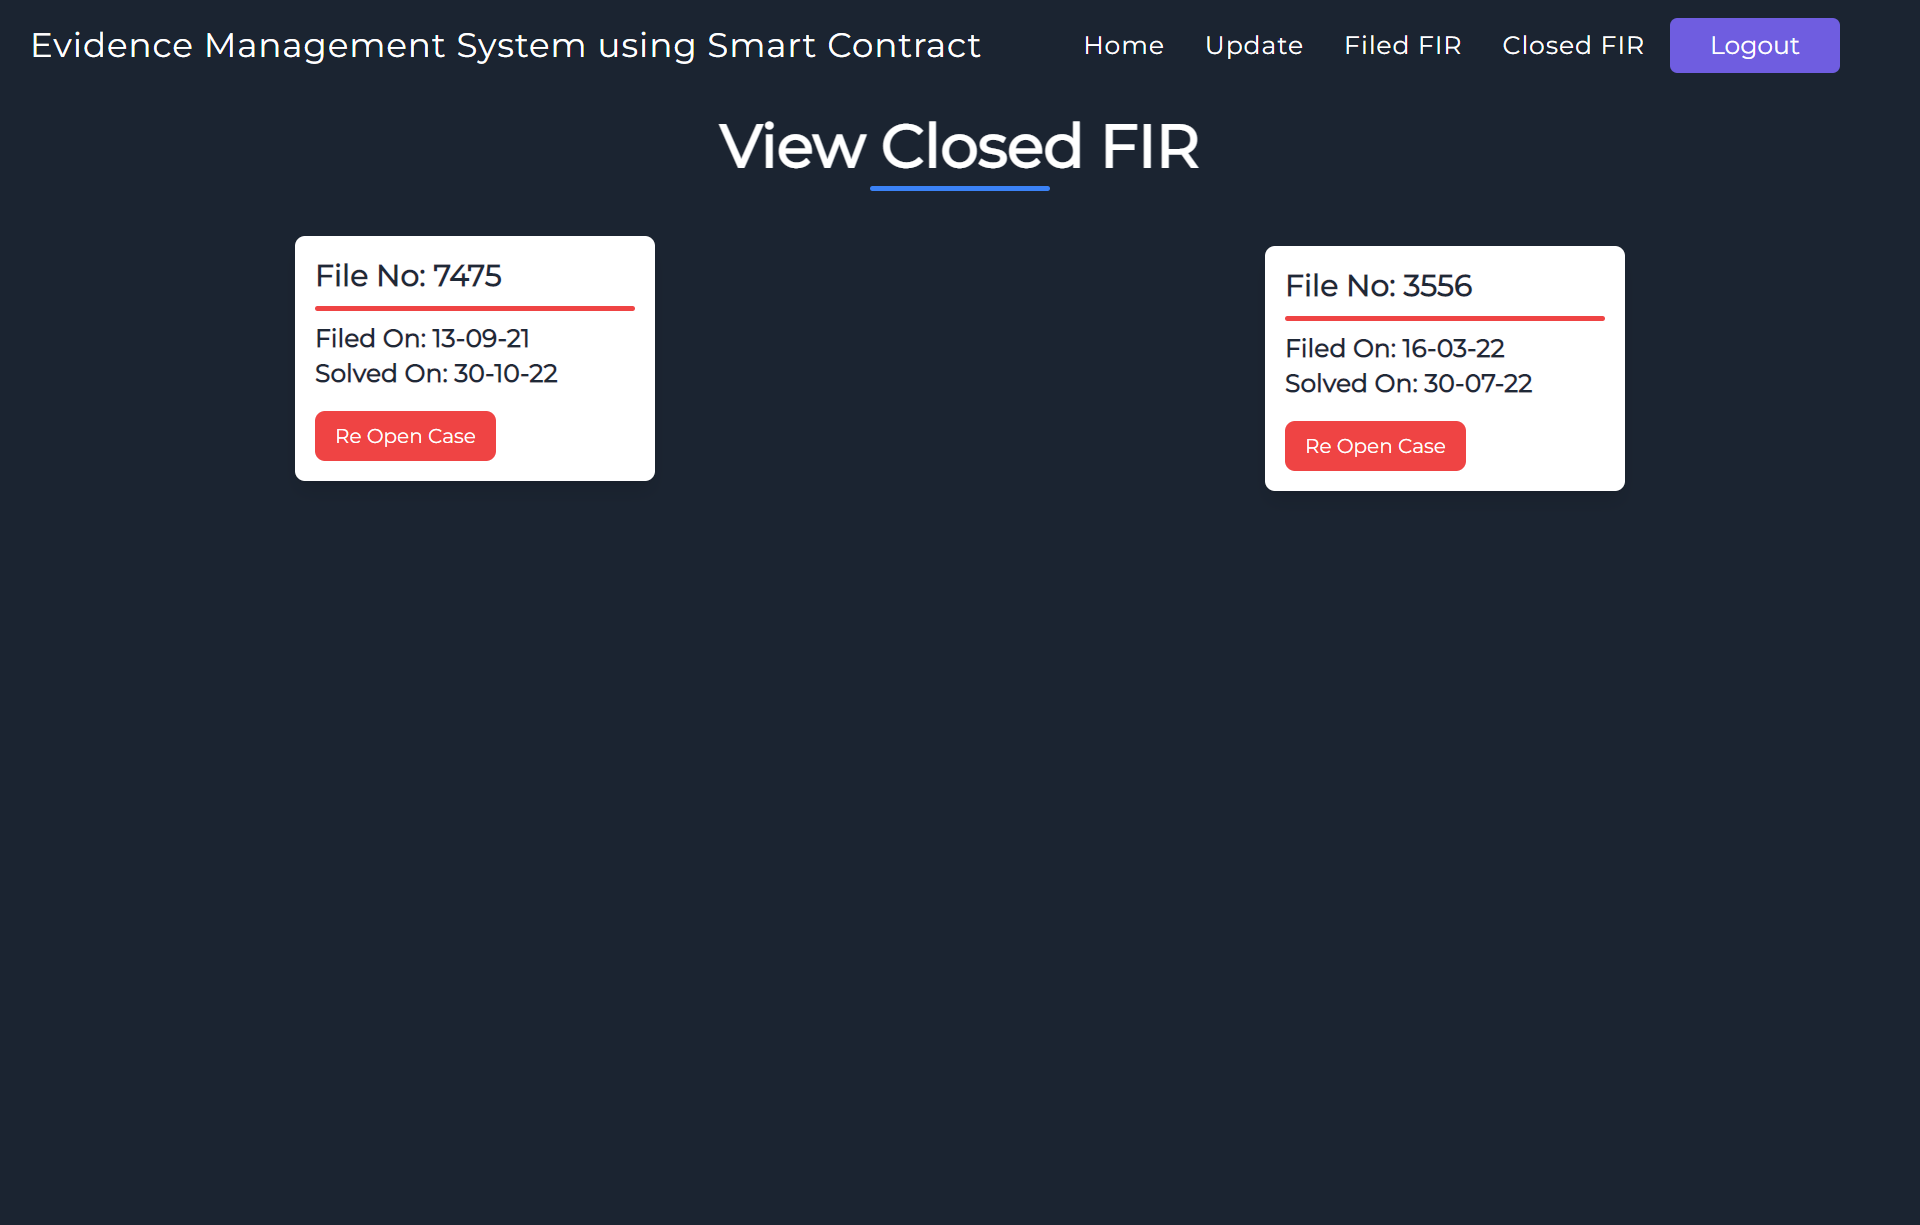 Evidence Management System using Smart Contract
Home
Update
Filed FIR
Closed FIR
Logout
View Closed FIR
File No: 7475
Filed On: 13-09-21
Solved On: 30-10-22
Re Open Case
File No: 3556
Filed On: 16-03-22
Solved On: 30-07-22
Re Open Case